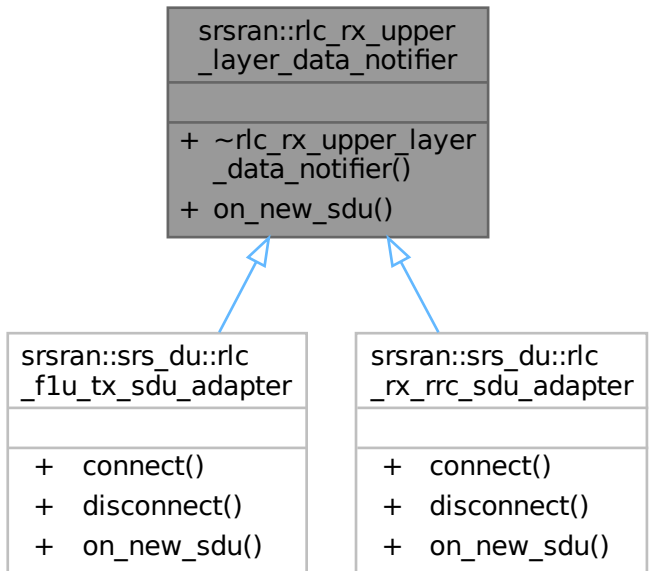 srsran::rlc_rx_upper
_layer_data_notifier
+ ~rlc_rx_upper_layer
_data_notifier()
+ on_new_sdu()
srsran::srs_du::rlc
_f1u_tx_sdu_adapter
+ connect()
+ disconnect()
+ on_new_sdu()
srsran::srs_du::rlc
_rx_rrc_sdu_adapter
+ connect()
+ disconnect()
+ on_new_sdu()